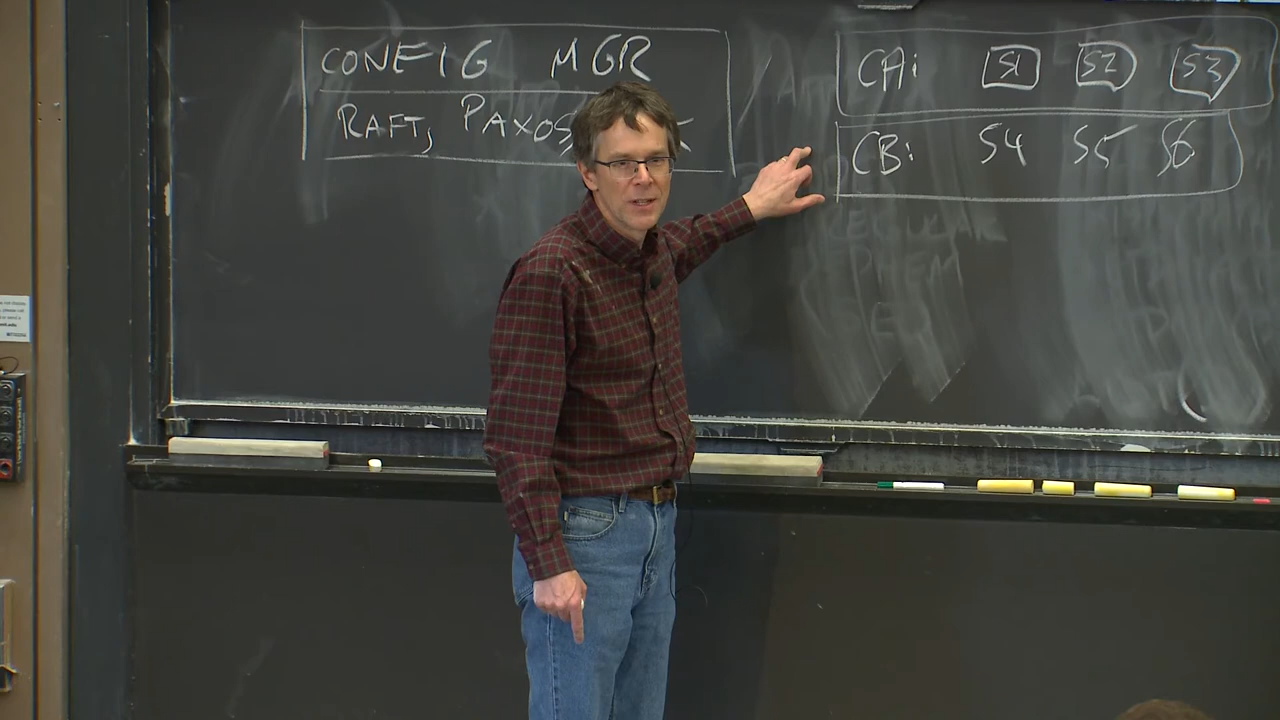 CONFIG MGR
RAFT, PAXOS,
CA: S1 S2 S3
CB: S4 S5 S6